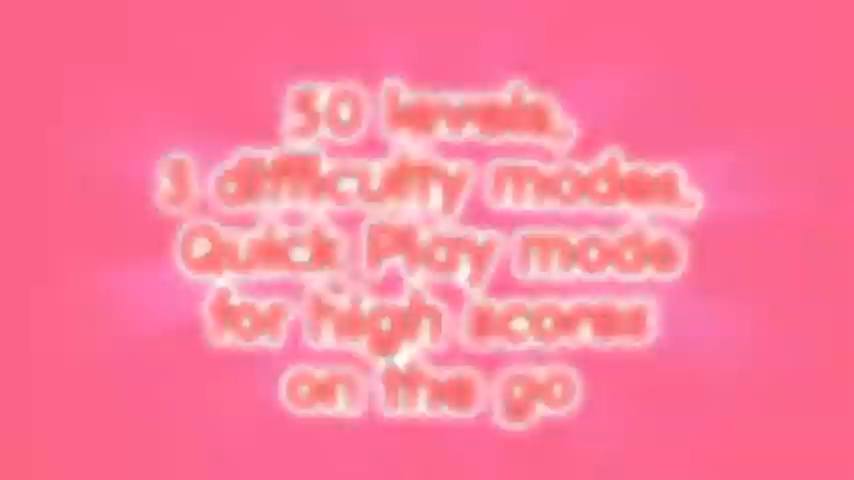 50 levels,
3 difficulty modes,
Quick Play mode
for high scores
on the go